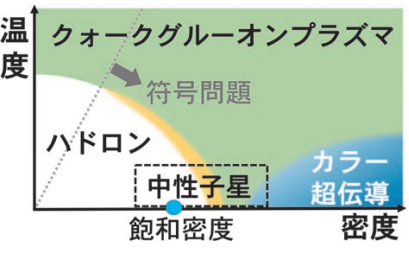 温度
クォークグルーオンプラズマ
符号問題
ハドロン
カラー
超伝導
中性子星
飽和密度
密度